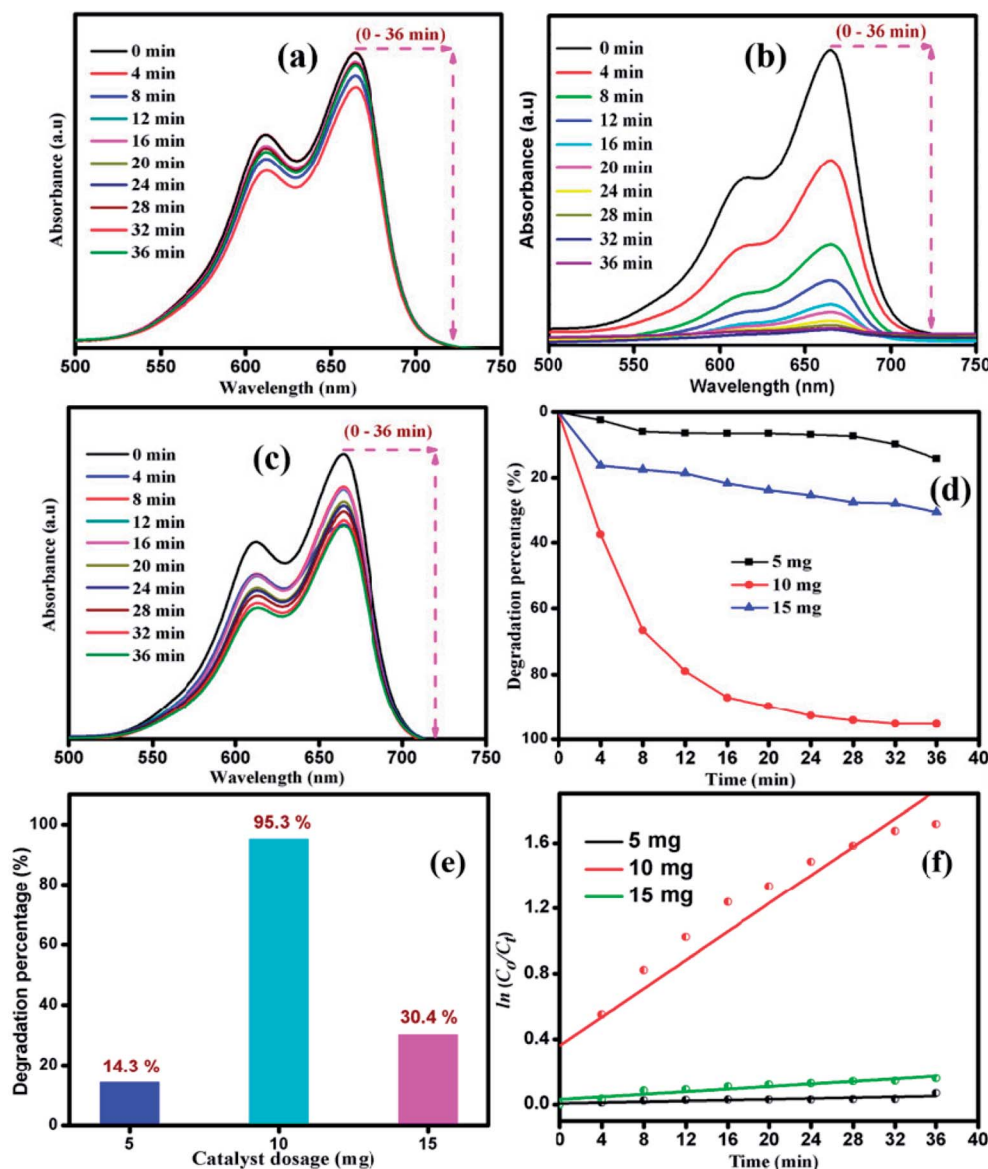 (0 - 36 min)
(a)
0 min
4 min
8 min
12 min
16 min
20 min
24 min
28 min
32 min
36 min
Absorbance (a.u)
500 550 600 650 700 750
Wavelength (nm)
(0 - 36 min)
(b)
0 min
4 min
8 min
12 min
16 min
20 min
24 min
28 min
32 min
36 min
Absorbance (a.u)
500 550 600 650 700 750
Wavelength (nm)
(0 - 36 min)
(c)
0 min
4 min
8 min
12 min
16 min
20 min
24 min
28 min
32 min
36 min
Absorbance (a.u)
500 550 600 650 700 750
Wavelength (nm)
0
20
40
60
80
100
Degradation percentage (%)
(d)
5 mg
10 mg
15 mg
0 4 8 12 16 20 24 28 32 36 40
Time (min)
100
80
60
40
20
0
Degradation percentage (%)
95.3 %
(e)
30.4 %
14.3 %
5 10 15
Catalyst dosage (mg)
1.6
1.2
0.8
0.4
0.0
ln (Co/Ct)
5 mg
10 mg
15 mg
(f)
0 4 8 12 16 20 24 28 32 36 40
Time (min)